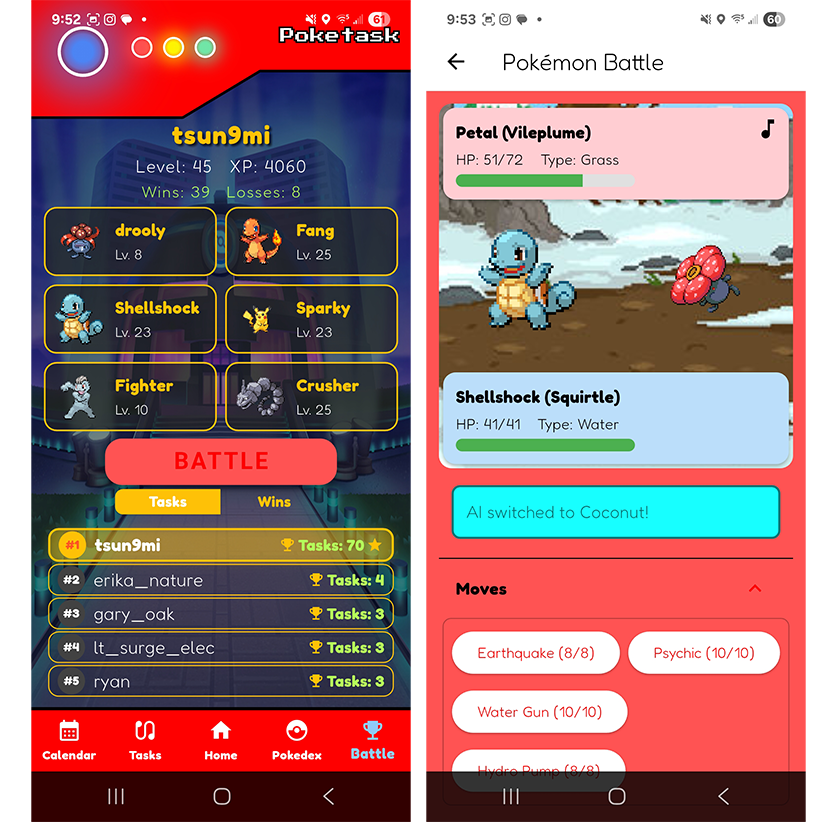 9:52
61
Poketask
tsun9mi
Level: 45 XP: 4060
Wins: 39 Losses: 8
drooly
Lv. 8
Fang
Lv. 25
Shellshock
Lv. 23
Sparky
Lv. 23
Fighter
Lv. 10
Crusher
Lv. 25
BATTLE
Tasks Wins
#1 tsun9mi Tasks: 70
#2 erika_nature Tasks: 4
#3 gary_oak Tasks: 3
#4 lt_surge_elec Tasks: 3
#5 ryan Tasks: 3
Calendar Tasks Home Pokedex Battle
9:53
60
Pokémon Battle
Petal (Vileplume)
HP: 51/72 Type: Grass
Shellshock (Squirtle)
HP: 41/41 Type: Water
AI switched to Coconut!
Moves
Earthquake (8/8) Psychic (10/10)
Water Gun (10/10)
Hydro Pump (8/8)